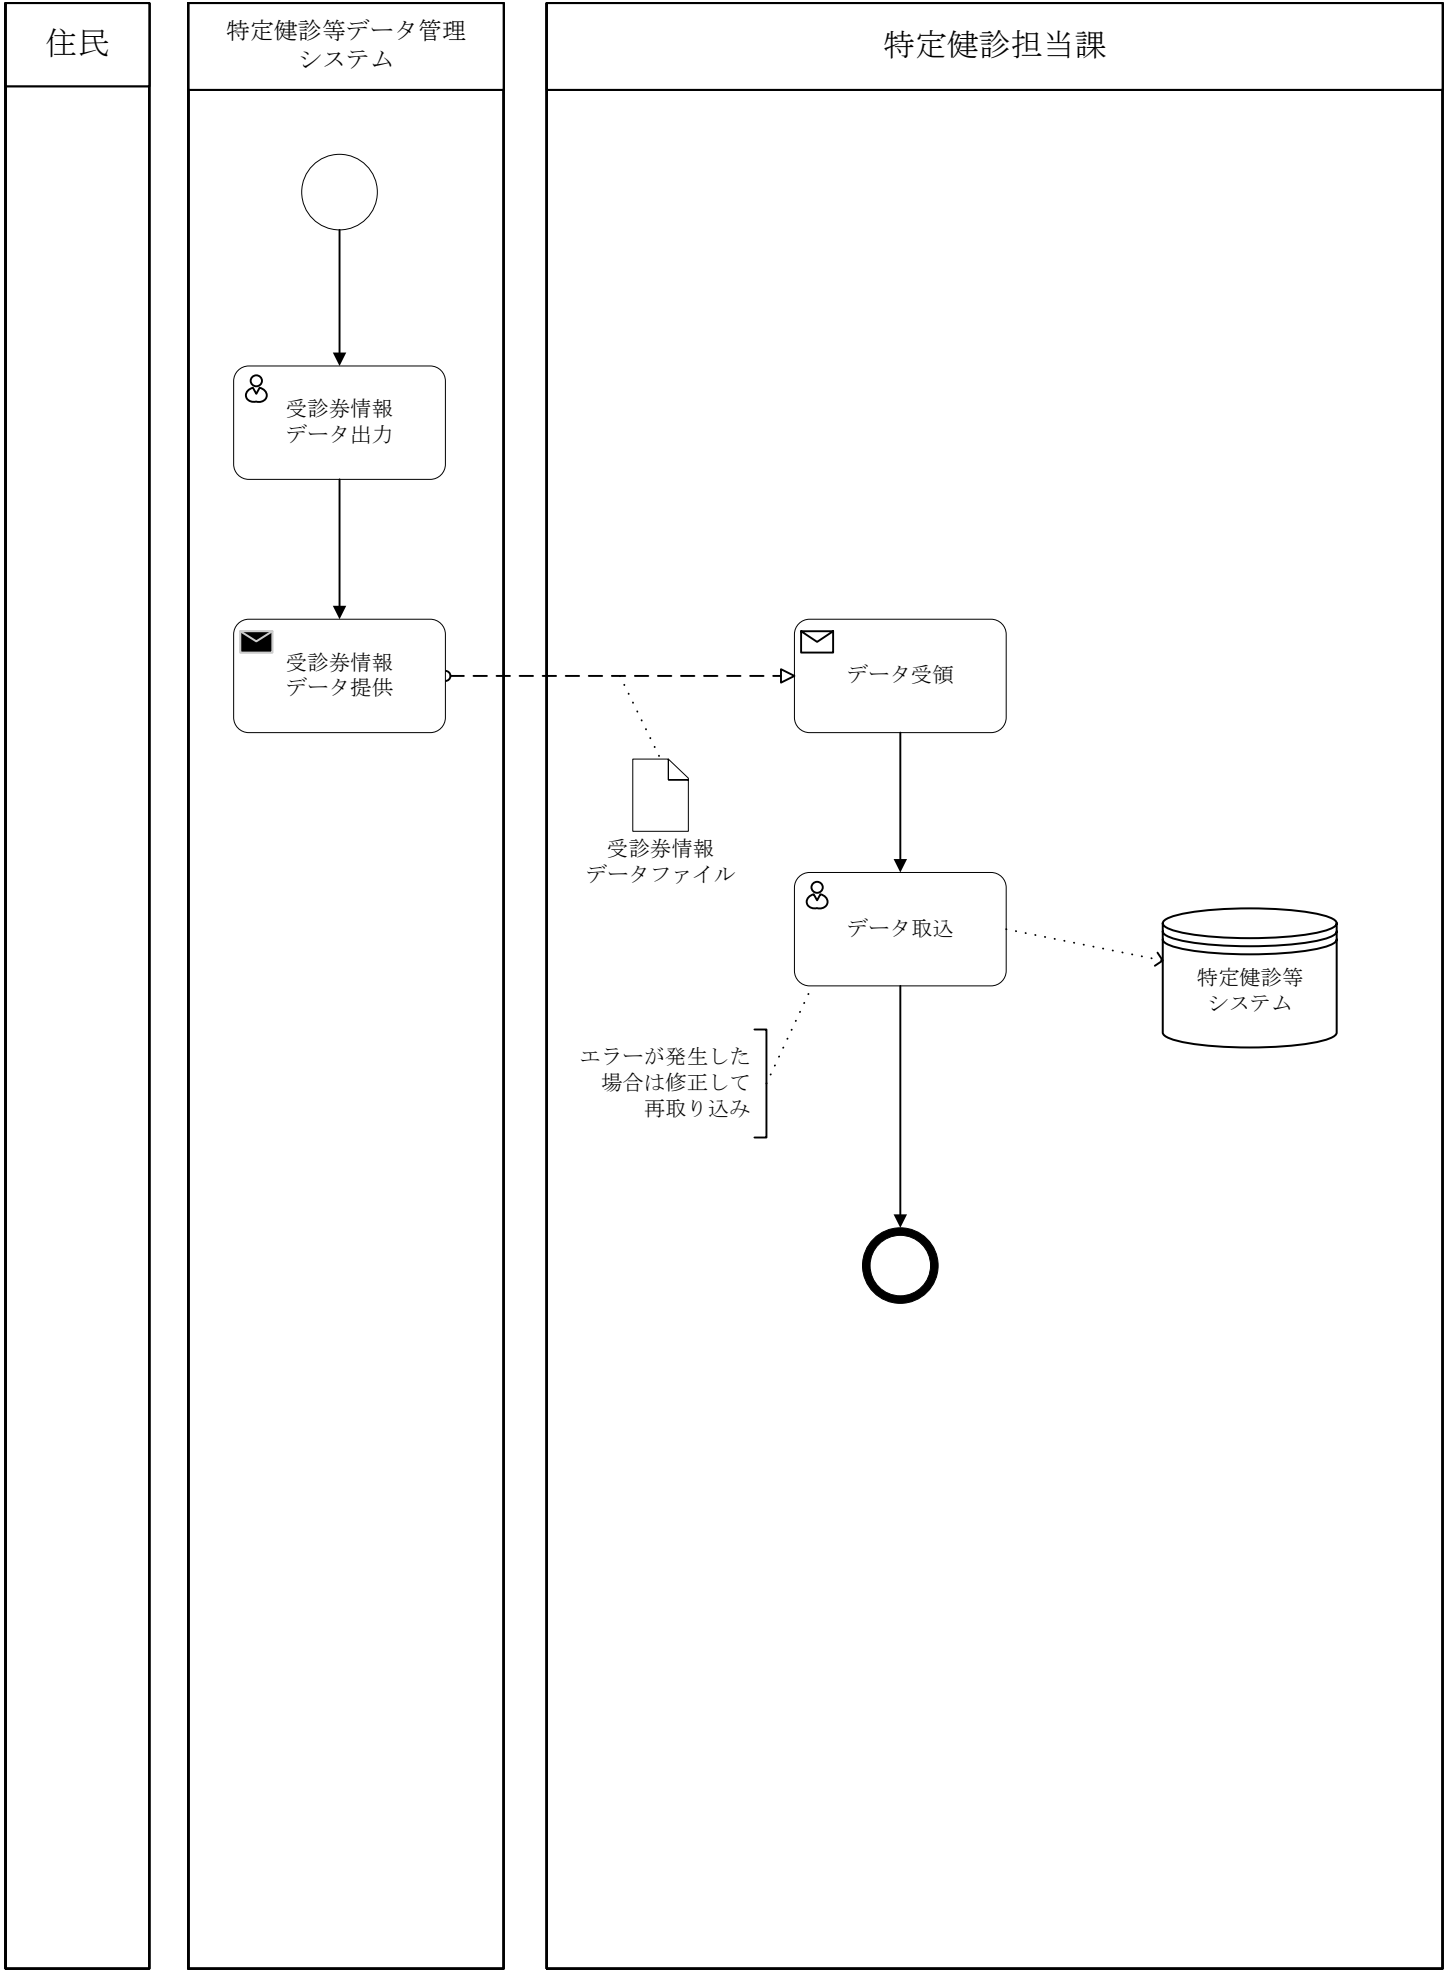 住民
特定健診等データ管理
システム
特定健診担当課
受診券情報
データ出力
受診券情報
データ提供
データ受領
受診券情報
データファイル
データ取込
特定健診等
システム
エラーが発生した
場合は修正して
再取り込み